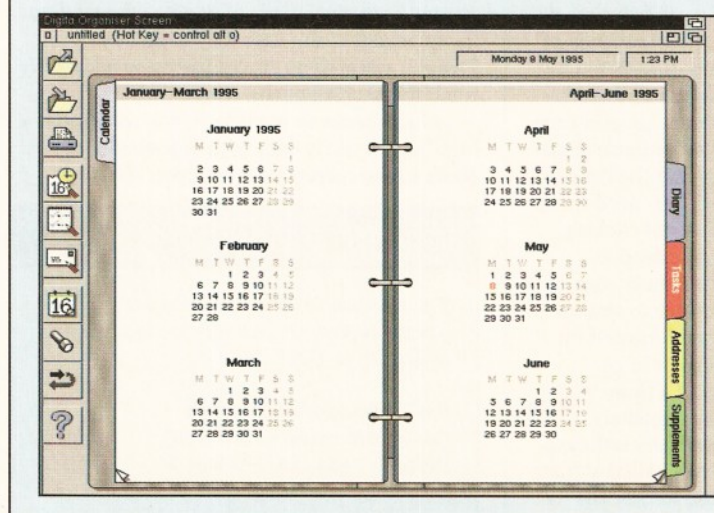 Digita Organiser Screen
untitled (Hot Key = control alt o)
Monday 8 May 1995
1:23 PM
Calendar
January–March 1995
January 1995
M T W T F S S
1
2 3 4 5 6 7 8
9 10 11 12 13 14 15
16 17 18 19 20 21 22
23 24 25 26 27 28 29
30 31
February
M T W T F S S
1 2 3 4 5
6 7 8 9 10 11 12
13 14 15 16 17 18 19
20 21 22 23 24 25 26
27 28
March
M T W T F S S
1 2 3 4 5
6 7 8 9 10 11 12
13 14 15 16 17 18 19
20 21 22 23 24 25 26
27 28 29 30 31
April–June 1995
April
M T W T F S S
1 2
3 4 5 6 7 8 9
10 11 12 13 14 15 16
17 18 19 20 21 22 23
24 25 26 27 28 29 30
May
M T W T F S S
1 2 3 4 5 6 7
8 9 10 11 12 13 14
15 16 17 18 19 20 21
22 23 24 25 26 27 28
29 30 31
June
M T W T F S S
1 2 3 4
5 6 7 8 9 10 11
12 13 14 15 16 17 18
19 20 21 22 23 24 25
26 27 28 29 30
Diary
Tasks
Addresses
Supplements
16
16